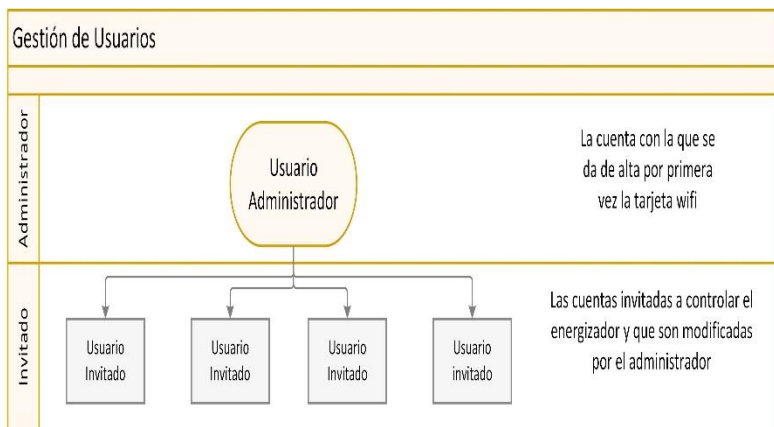 Gestión de Usuarios
Administrador
Usuario
Administrador
La cuenta con la que se
da de alta por primera
vez la tarjeta wifi
Invitado
Usuario
Invitado
Usuario
Invitado
Usuario
Invitado
Usuario
invitado
Las cuentas invitadas a controlar el
energizador y que son modificadas
por el administrador